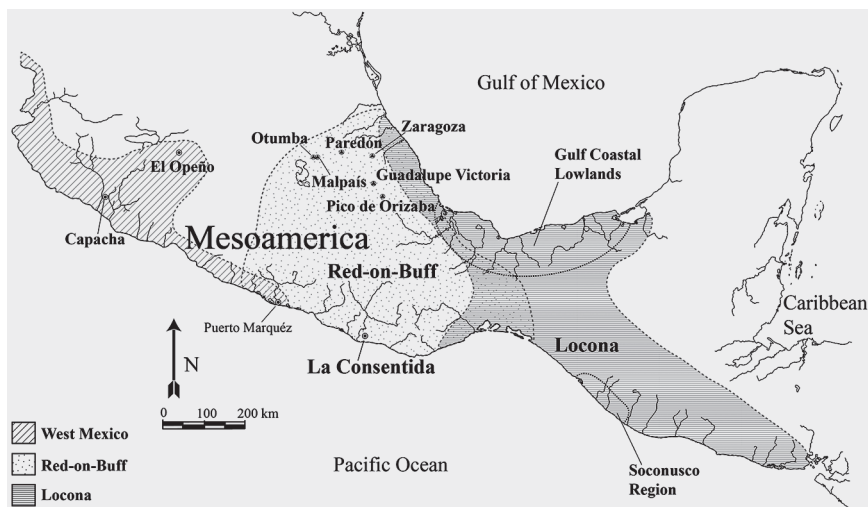 Gulf of Mexico
Zaragoza
Otumba
Paredón
El Opeño
Gulf Coastal
Lowlands
Malpaís
Guadalupe Victoria
Pico de Orizaba
Capacha
Mesoamerica
Red-on-Buff
Caribbean
Sea
Puerto Marquéz
N
La Consentida
Locona
0 100 200 km
West Mexico
Red-on-Buff
Locona
Pacific Ocean
Soconusco
Region